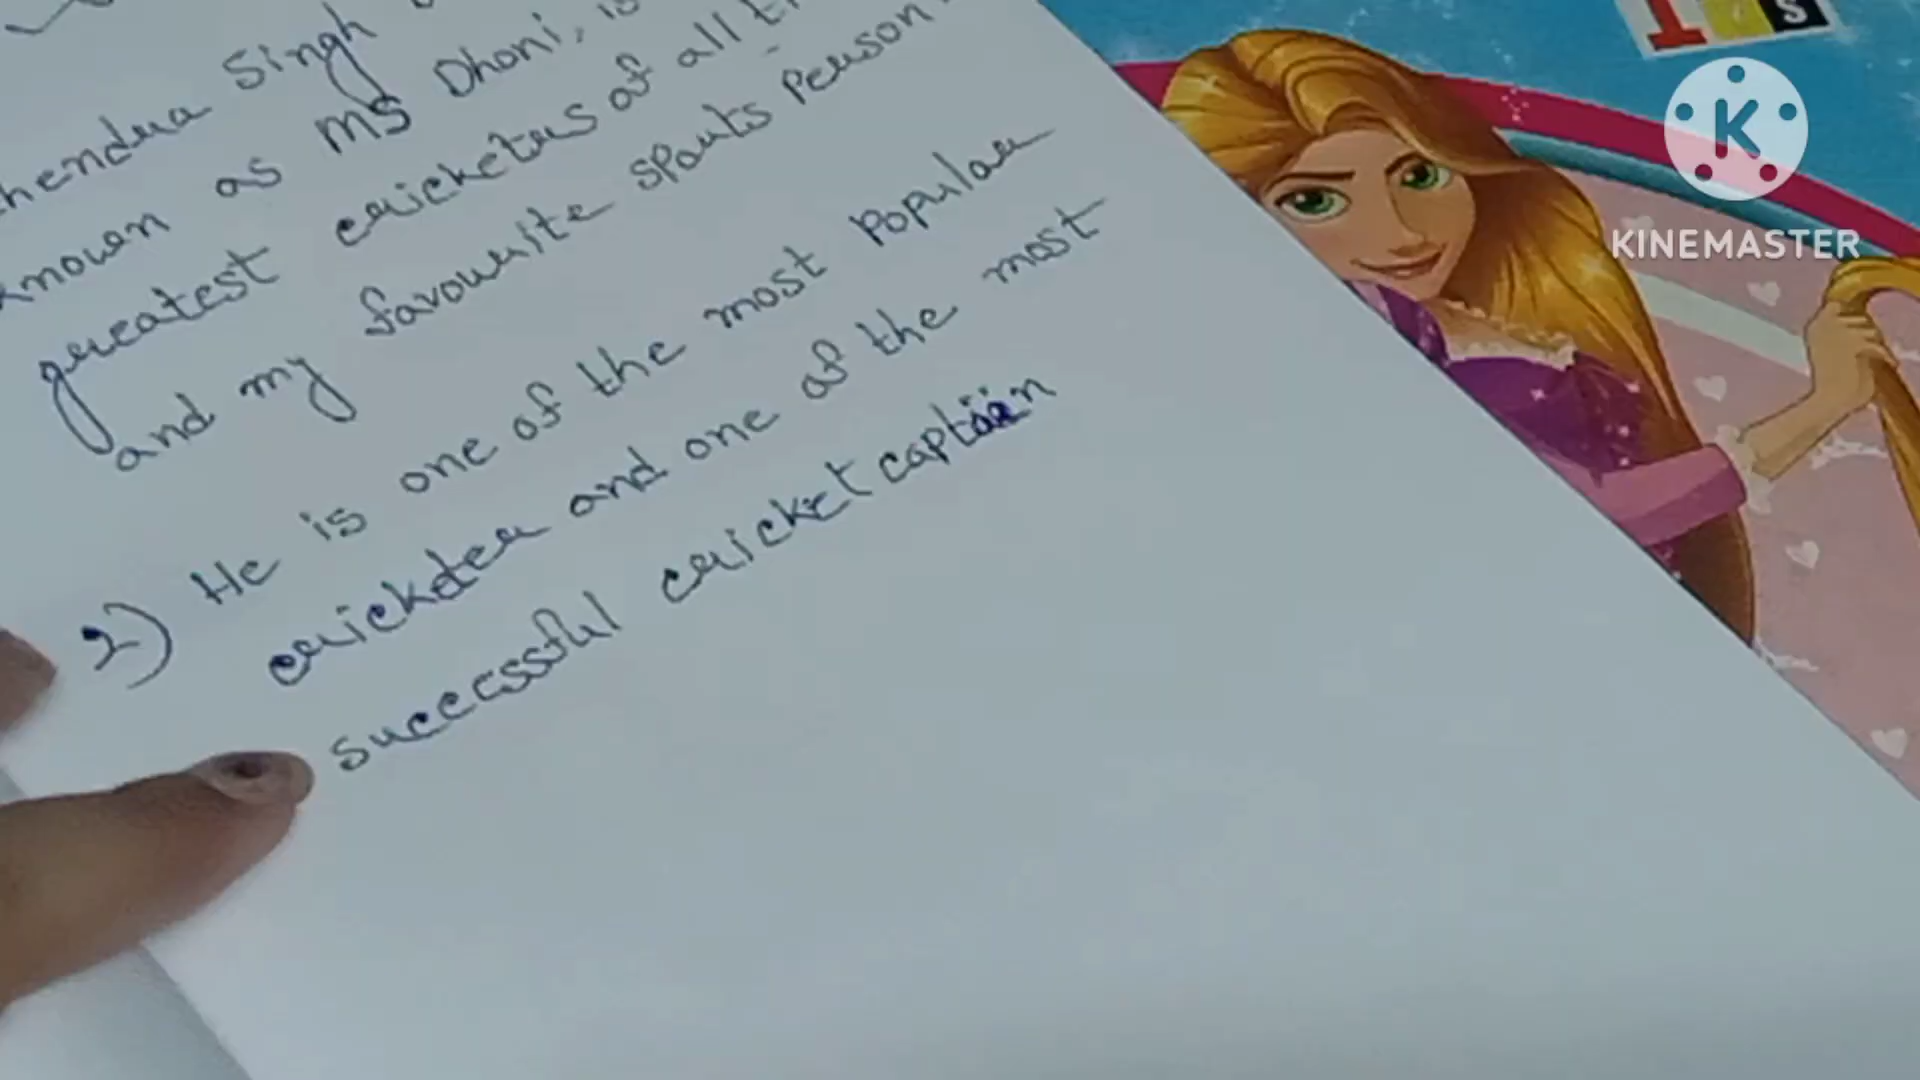 Singh
known as MS Dhoni, is
greatest cricketers of all
and my favourite sports person
2) He is one of the most popular
cricketer and one of the most
successful cricket captain
KINEMASTER